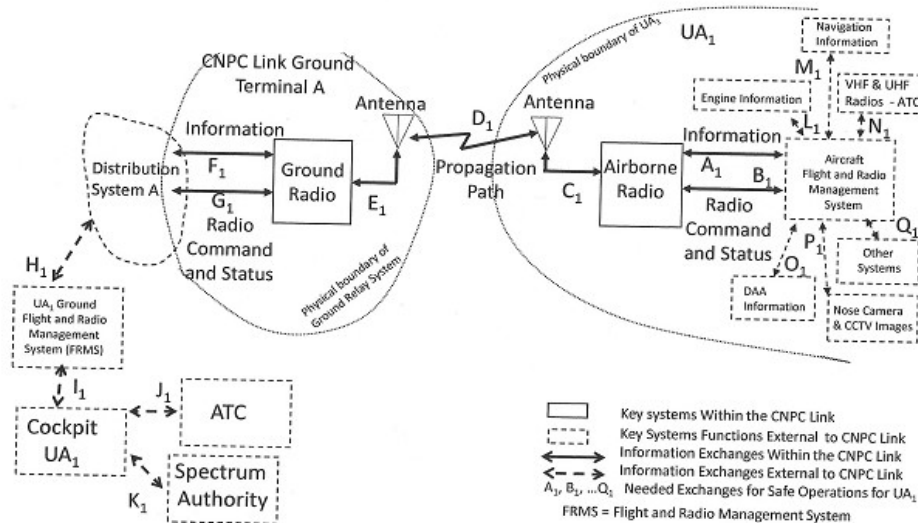 CNPC Link Ground
Terminal A
Antenna
Information
F1
Distribution
System A
G1
Radio
Command
and Status
Ground
Radio
E1
Physical boundary of
Ground Relay System
D1
Propagation
Path
Physical boundary of UA1
UA1
Antenna
C1
Airborne
Radio
Information
A1
B1
Radio
Command
and Status
Navigation
Information
M1
Engine Information
L1
VHF & UHF
Radios - ATC
N1
Aircraft
Flight and Radio
Management
System
Q1
P1
O1
Other
Systems
DAA
Information
Nose Camera
& CCTV Images
H1
UA1 Ground
Flight and Radio
Management
System (FRMS)
I1
Cockpit
UA1
J1
ATC
K1
Spectrum
Authority
Key systems Within the CNPC Link
Key Systems Functions External to CNPC Link
Information Exchanges Within the CNPC Link
Information Exchanges External to CNPC Link
A1, B1, ...Q1 Needed Exchanges for Safe Operations for UA1
FRMS = Flight and Radio Management System